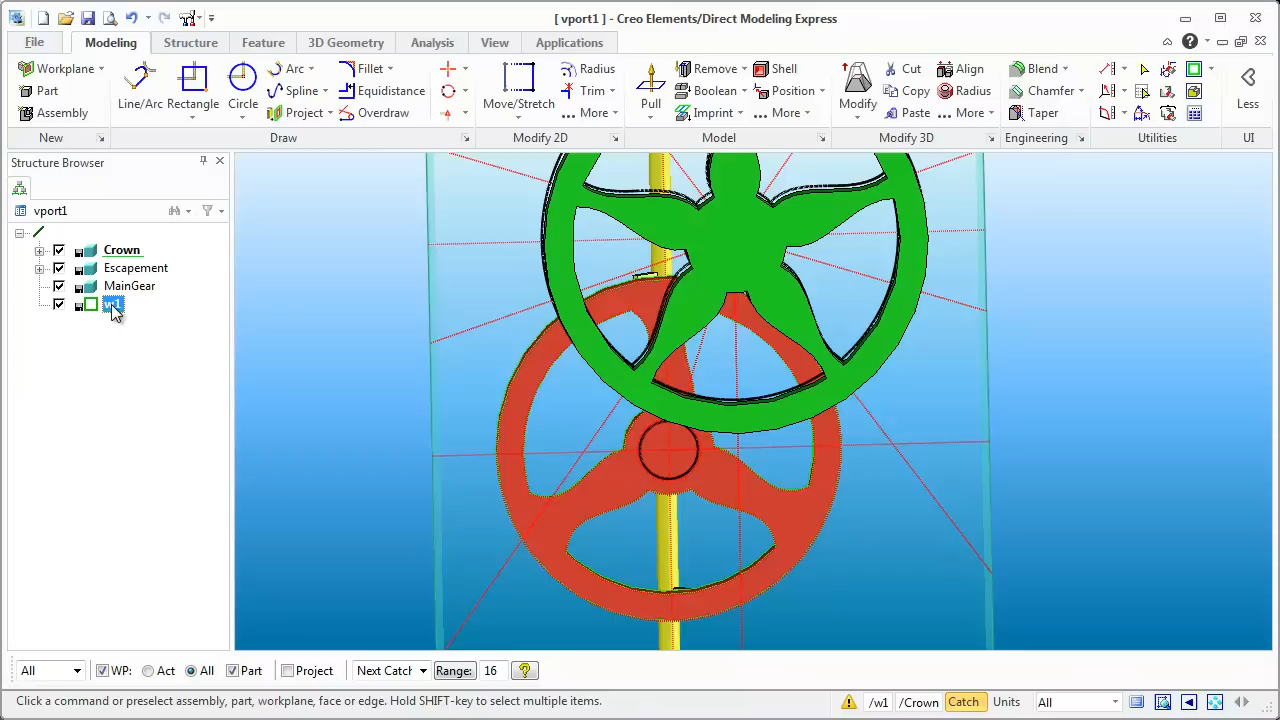 [ vport1 ] - Creo Elements/Direct Modeling Express
File Modeling Structure Feature 3D Geometry Analysis View Applications
Workplane Arc Fillet Radius Remove Shell Cut Align Blend
Part Line/Arc Rectangle Circle Spline Equidistance Move/Stretch Trim Pull Boolean Position Modify Copy Radius Chamfer Less
Assembly Project Overdraw More Imprint More Paste More Taper
New Draw Modify 2D Model Modify 3D Engineering Utilities UI
Structure Browser
vport1
Crown
Escapement
MainGear
w1
All WP: Act All Part Project Next Catch Range: 16
Click a command or preselect assembly, part, workplane, face or edge. Hold SHIFT-key to select multiple items. /w1 /Crown Catch Units All